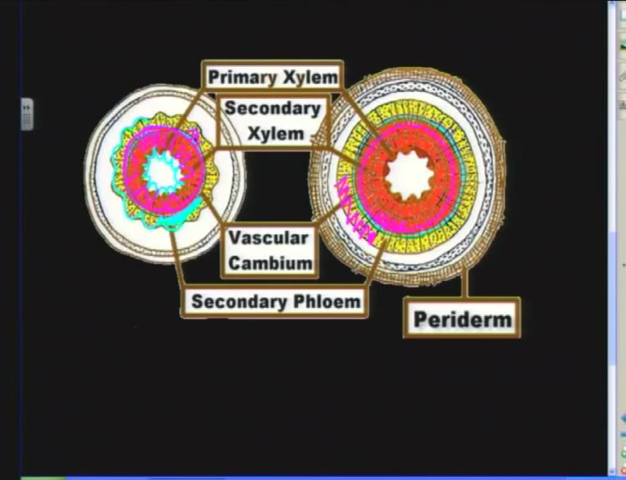 Primary Xylem
Secondary
Xylem
Vascular
Cambium
Secondary Phloem
Periderm